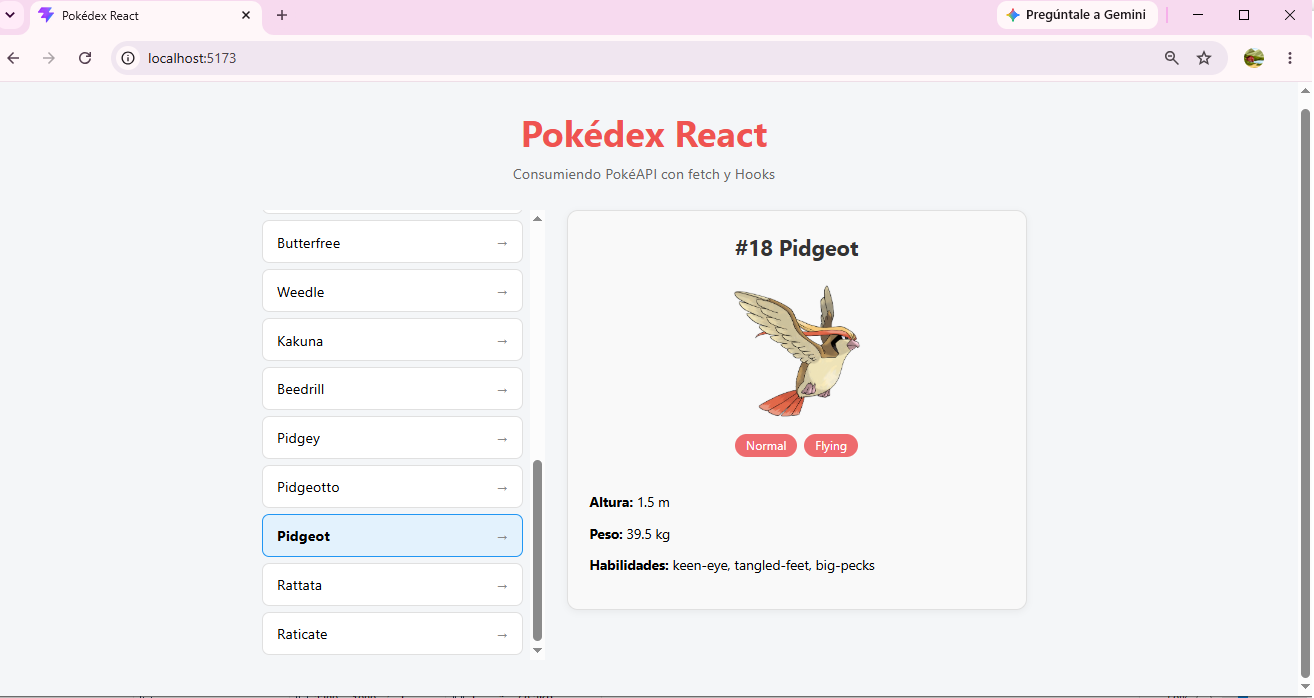 Pokédex React
Pregúntale a Gemini
localhost:5173
Pokédex React
Consumiendo PokéAPI con fetch y Hooks
Butterfree →
Weedle →
Kakuna →
Beedrill →
Pidgey →
Pidgeotto →
Pidgeot →
Rattata →
Raticate →
#18 Pidgeot
Normal Flying
Altura: 1.5 m
Peso: 39.5 kg
Habilidades: keen-eye, tangled-feet, big-pecks